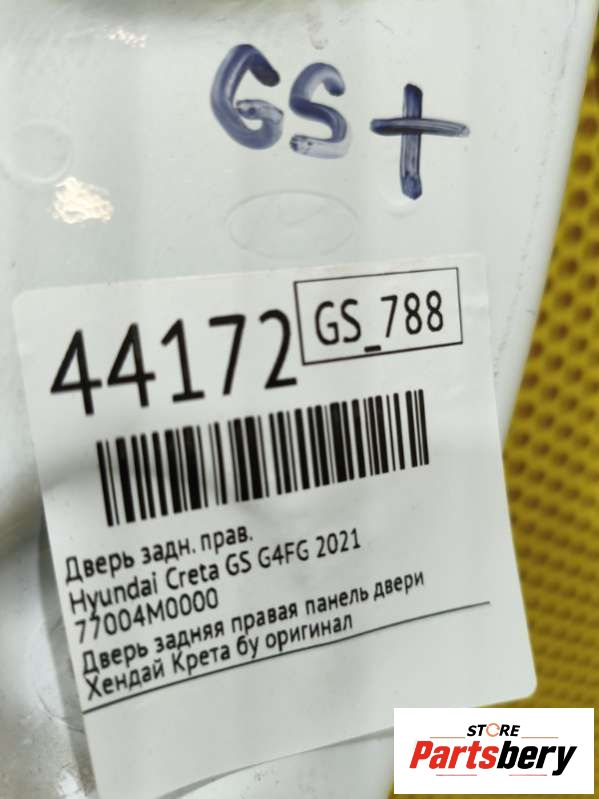 GS+
44172
GS_788
Дверь задн. прав.
Hyundai Creta GS G4FG 2021
77004M0000
Дверь задняя правая панель двери
Хендай Крета бу оригинал
STORE
Partsbery